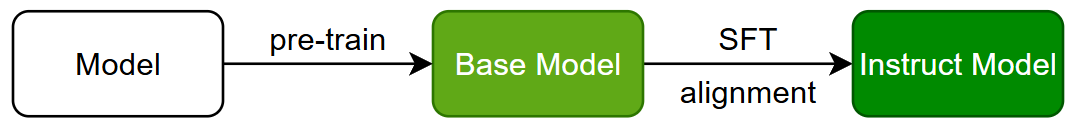 Model
pre-train
Base Model
SFT
alignment
Instruct Model